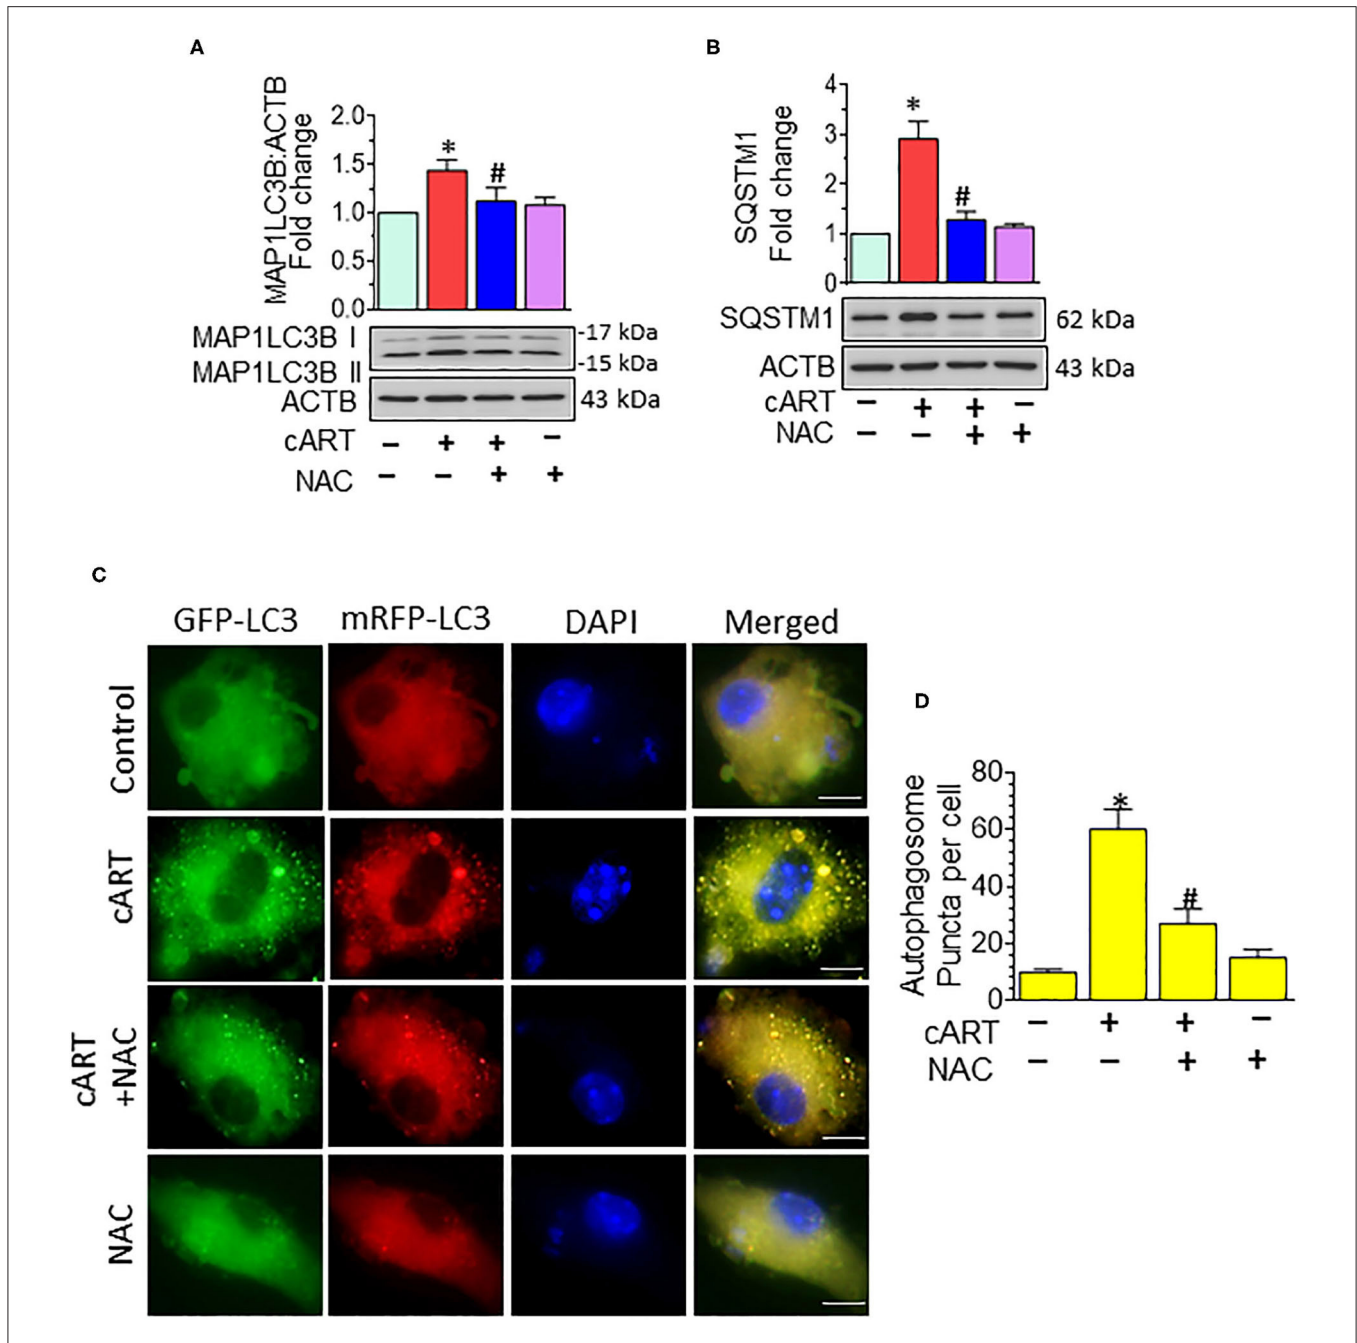 A
MAP1LC3B:ACTB
Fold change
2.0
1.5
1.0
0.5
0.0
*
#
MAP1LC3B I
MAP1LC3B II
-17 kDa
-15 kDa
ACTB
43 kDa
cART − + + −
NAC − − + +
B
SQSTM1
Fold change
4
3
2
1
0
*
#
SQSTM1
62 kDa
ACTB
43 kDa
cART − + + −
NAC − − + +
C
GFP-LC3 mRFP-LC3 DAPI Merged
Control
cART
cART
+NAC
NAC
D
Autophagosome
Puncta per cell
80
60
40
20
0
*
#
cART − + + −
NAC − − + +